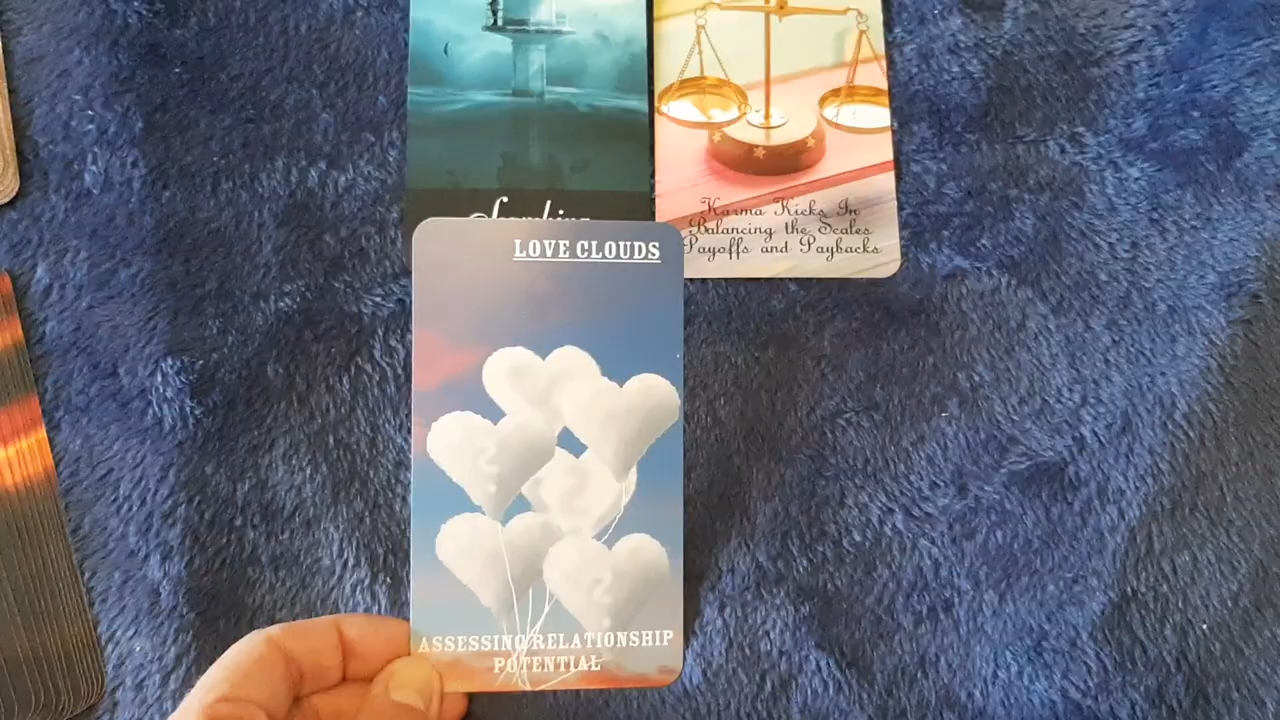 Karma Kicks In
Balancing the Scales
Payoffs and Paybacks
LOVE CLOUDS
ASSESSING RELATIONSHIP
POTENTIAL